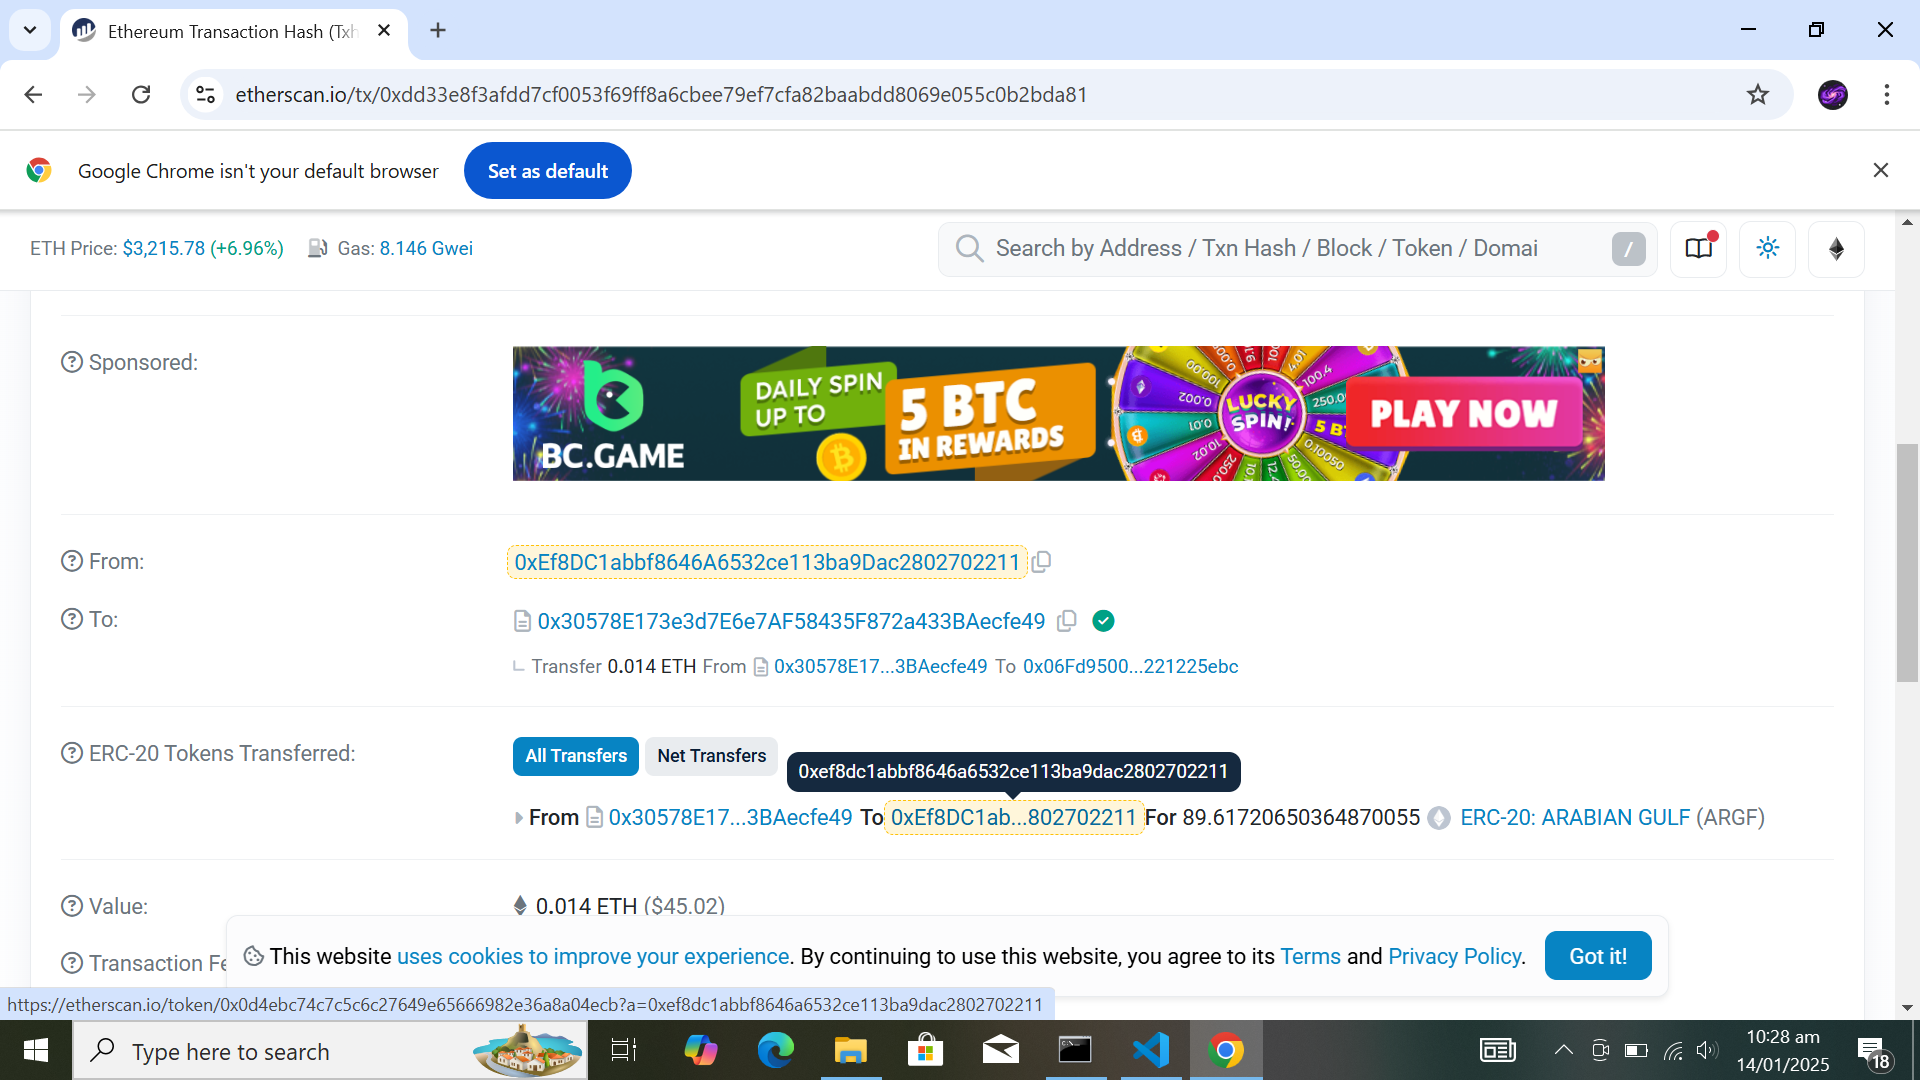 Ethereum Transaction Hash (Txh
etherscan.io/tx/0xdd33e8f3afdd7cf0053f69ff8a6cbee79ef7cfa82baabdd8069e055c0b2bda81
Google Chrome isn't your default browser
Set as default
ETH Price: $3,215.78 (+6.96%)
Gas: 8.146 Gwei
Search by Address / Txn Hash / Block / Token / Domai
/
Sponsored:
BC.GAME
DAILY SPIN
UP TO
5 BTC
IN REWARDS
LUCKY
SPIN!
PLAY NOW
From:
0xEf8DC1abbf8646A6532ce113ba9Dac2802702211
To:
0x30578E173e3d7E6e7AF58435F872a433BAecfe49
Transfer 0.014 ETH From 0x30578E17...3BAecfe49 To 0x06Fd9500...221225ebc
ERC-20 Tokens Transferred:
All Transfers
Net Transfers
0xef8dc1abbf8646a6532ce113ba9dac2802702211
From 0x30578E17...3BAecfe49 To 0xEf8DC1ab...802702211 For 89.61720650364870055 ERC-20: ARABIAN GULF (ARGF)
Value:
0.014 ETH ($45.02)
Transaction Fe
This website uses cookies to improve your experience. By continuing to use this website, you agree to its Terms and Privacy Policy.
Got it!
https://etherscan.io/token/0x0d4ebc74c7c5c6c27649e65666982e36a8a04ecb?a=0xef8dc1abbf8646a6532ce113ba9dac2802702211
Type here to search
10:28 am
14/01/2025
18